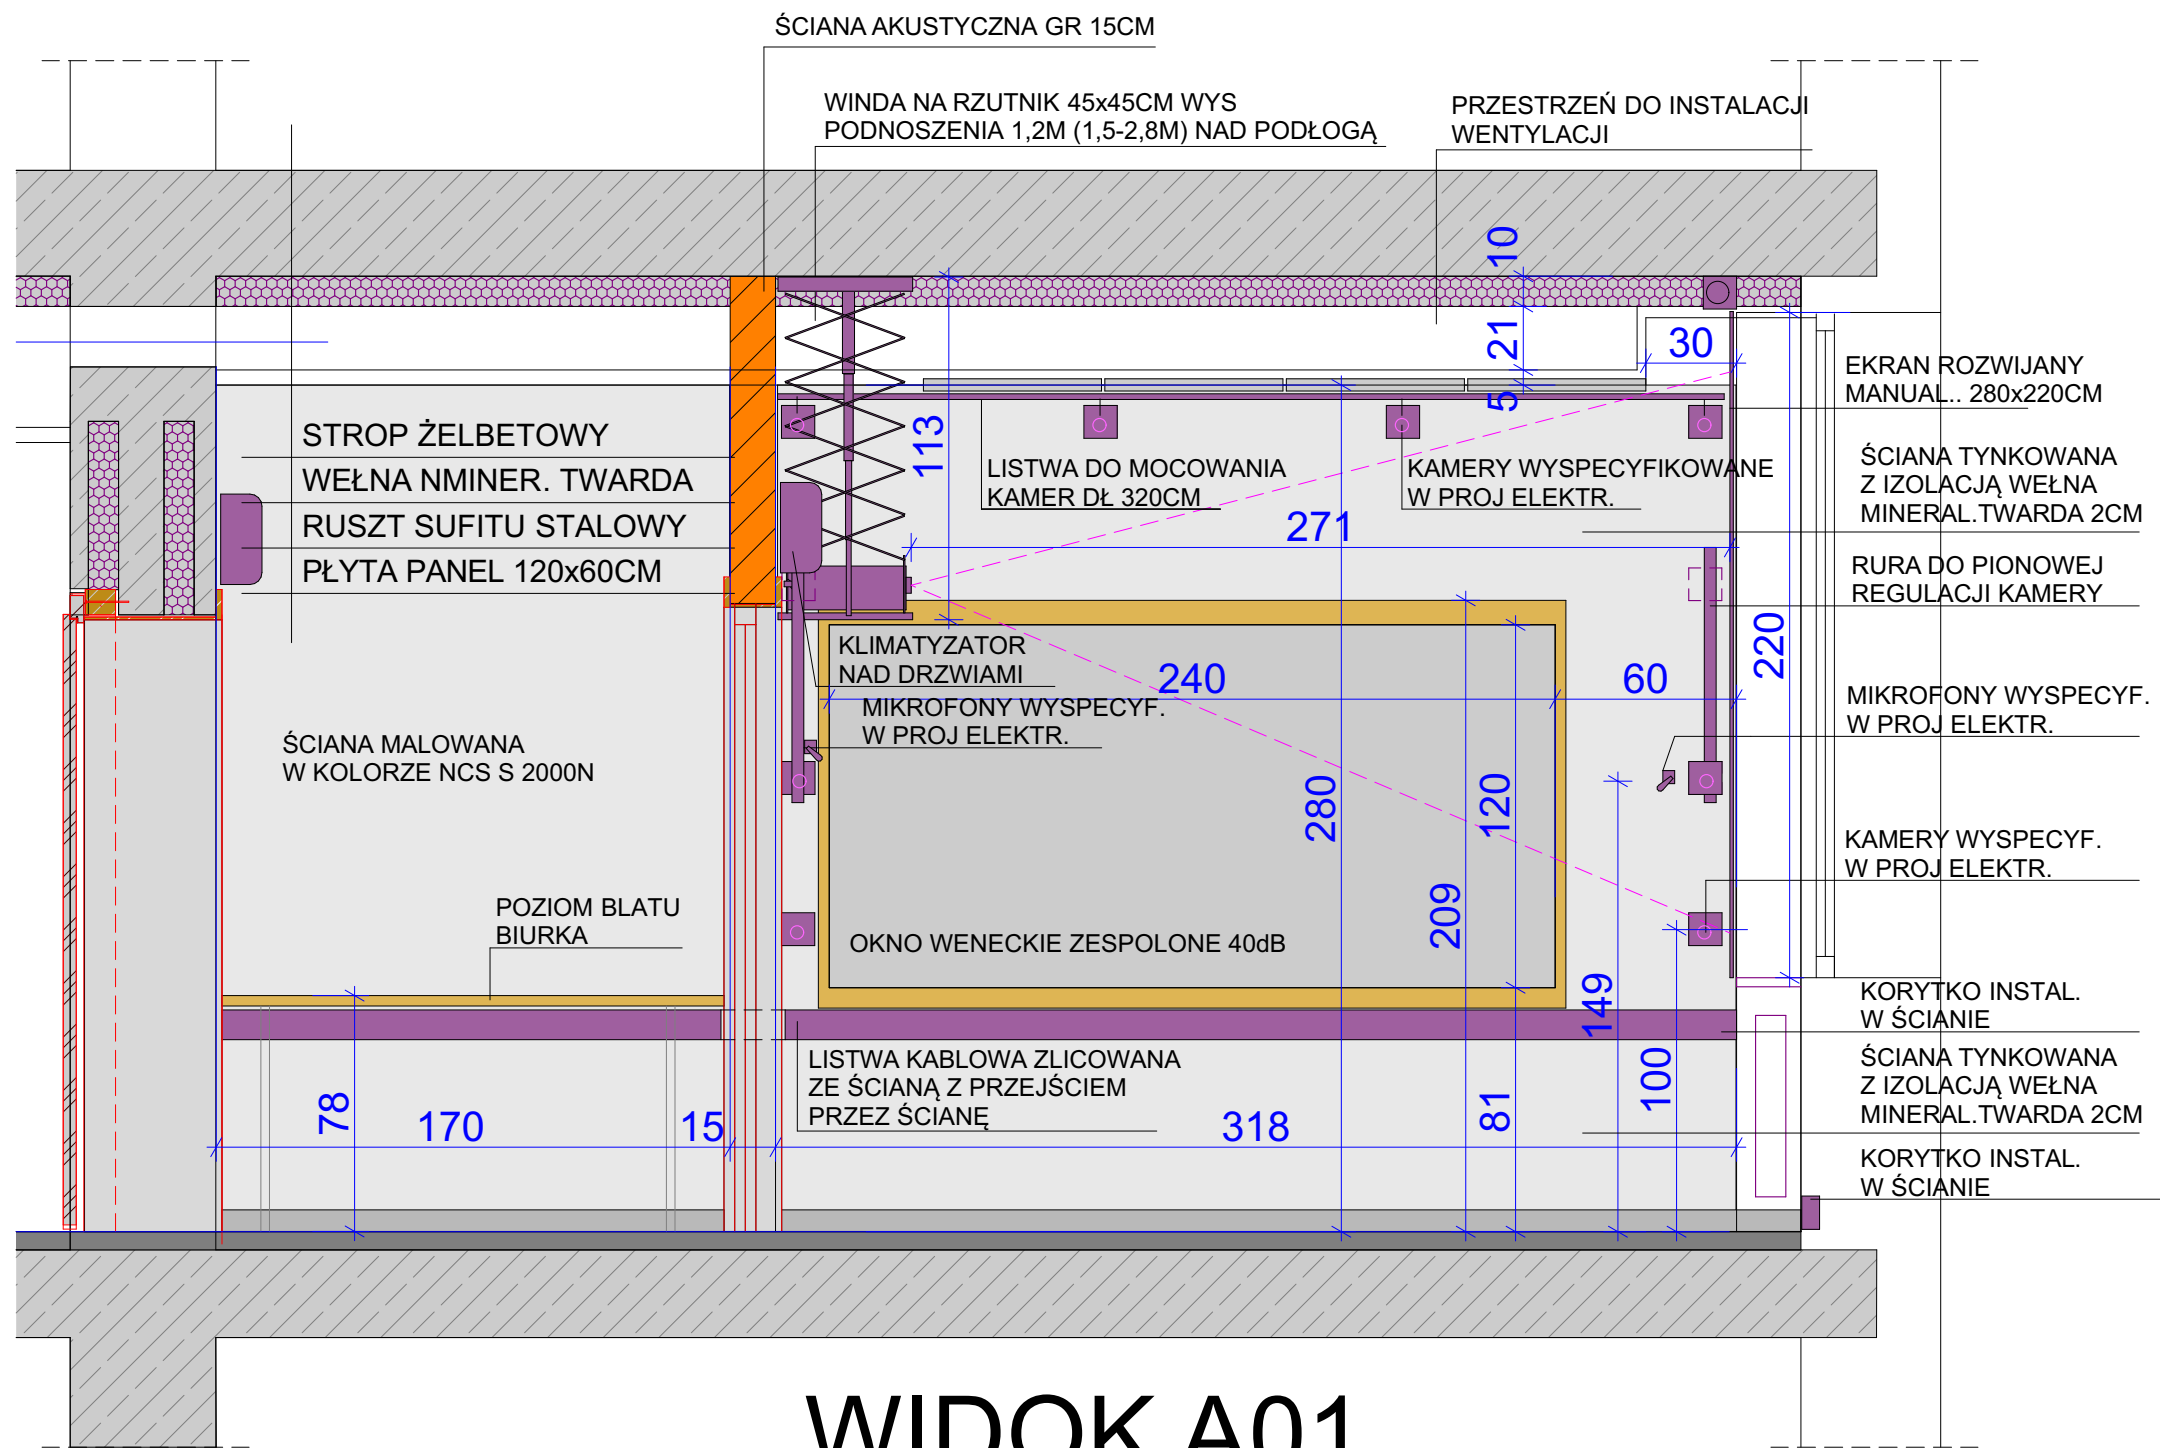 ŚCIANA AKUSTYCZNA GR 15CM
WINDA NA RZUTNIK 45x45CM WYS
PODNOSZENIA 1,2M (1,5-2,8M) NAD PODŁOGĄ
PRZESTRZEŃ DO INSTALACJI
WENTYLACJI
10
21
30
5
113
EKRAN ROZWIJANY
MANUAL.. 280x220CM
STROP ŻELBETOWY
WEŁNA NMINER. TWARDA
RUSZT SUFITU STALOWY
PŁYTA PANEL 120x60CM
LISTWA DO MOCOWANIA
KAMER DŁ 320CM
KAMERY WYSPECYFIKOWANE
W PROJ ELEKTR.
ŚCIANA TYNKOWANA
Z IZOLACJĄ WEŁNA
MINERAL.TWARDA 2CM
271
RURA DO PIONOWEJ
REGULACJI KAMERY
220
KLIMATYZATOR
NAD DRZWIAMI
240
60
MIKROFONY WYSPECYF.
W PROJ ELEKTR.
MIKROFONY WYSPECYF.
W PROJ ELEKTR.
ŚCIANA MALOWANA
W KOLORZE NCS S 2000N
280
120
209
KAMERY WYSPECYF.
W PROJ ELEKTR.
POZIOM BLATU
BIURKA
OKNO WENECKIE ZESPOLONE 40dB
149
100
KORYTKO INSTAL.
W ŚCIANIE
LISTWA KABLOWA ZLICOWANA
ZE ŚCIANĄ Z PRZEJŚCIEM
PRZEZ ŚCIANĘ
ŚCIANA TYNKOWANA
Z IZOLACJĄ WEŁNA
MINERAL.TWARDA 2CM
78
170
15
318
81
KORYTKO INSTAL.
W ŚCIANIE
WIDOK A01